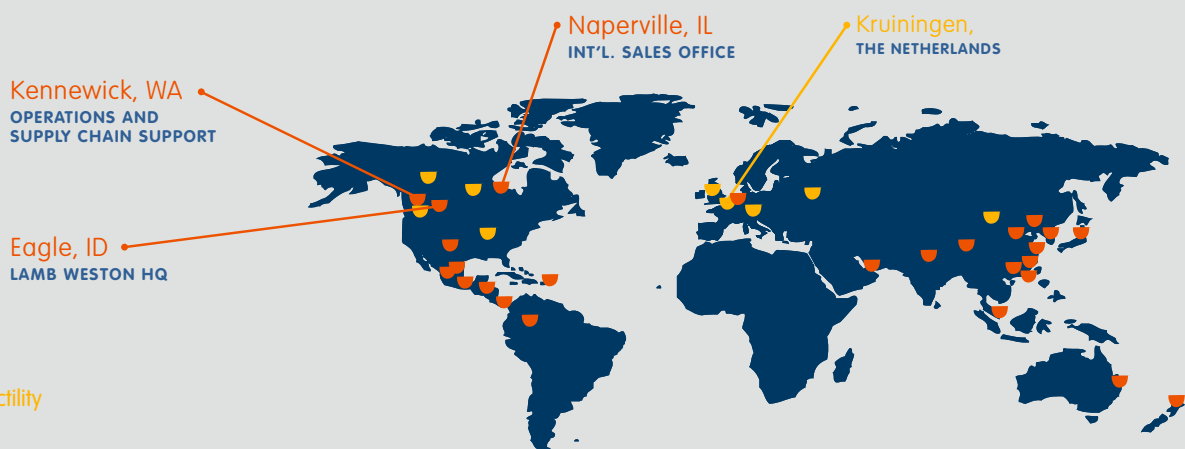 Naperville, IL
INT'L. SALES OFFICE
Kruiningen,
THE NETHERLANDS
Kennewick, WA
OPERATIONS AND
SUPPLY CHAIN SUPPORT
Eagle, ID
LAMB WESTON HQ